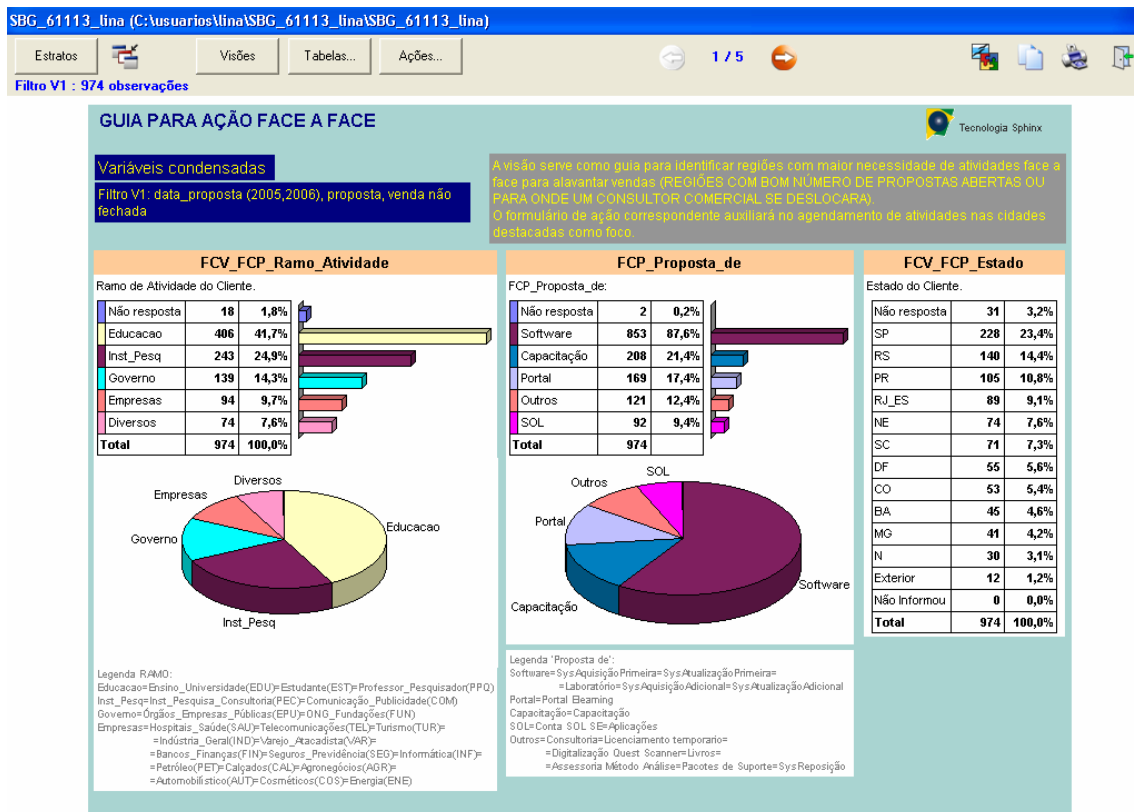 SBG_61113_lina (C:\usuarios\lina\SBG_61113_lina\SBG_61113_lina)
Estratos Visões Tabelas... Ações... 1 / 5
Filtro V1 : 974 observações
GUIA PARA AÇÃO FACE A FACE
Tecnologia Sphinx
Variáveis condensadas
Filtro V1: data_proposta (2005,2006), proposta, venda não
fechada
A visão serve como guia para identificar regiões com maior necessidade de atividades face a
face para alavantar vendas (REGIÕES COM BOM NÚMERO DE PROPOSTAS ABERTAS OU
PARA ONDE UM CONSULTOR COMERCIAL SE DESLOCARA).
O formulário de ação correspondente auxiliará no agendamento de atividades nas cidades
destacadas como foco.
FCV_FCP_Ramo_Atividade
Ramo de Atividade do Cliente.
Não resposta 18 1,8%
Educacao 406 41,7%
Inst_Pesq 243 24,9%
Governo 139 14,3%
Empresas 94 9,7%
Diversos 74 7,6%
Total 974 100,0%
Diversos
Empresas
Educacao
Governo
Inst_Pesq
Legenda RAMO:
Educacao=Ensino_Universidade(EDU)=Estudante(EST)=Professor_Pesquisador(PPQ)
Inst_Pesq=Inst_Pesquisa_Consultoria(PEC)=Comunicação_Publicidade(COM)
Governo=Órgãos_Empresas_Públicas(EPU)=ONG_Fundações(FUN)
Empresas=Hospitais_Saúde(SAU)=Telecomunicações(TEL)=Turismo(TUR)=
=Indústria_Geral(IND)=Varejo_Atacadista(VAR)=
=Bancos_Finanças(FIN)=Seguros_Previdência(SEG)=Informática(INF)=
=Petróleo(PET)=Calçados(CAL)=Agronegócios(AGR)=
=Automobilístico(AUT)=Cosméticos(COS)=Energia(ENE)
FCP_Proposta_de
FCP_Proposta_de:
Não resposta 2 0,2%
Software 853 87,6%
Capacitação 208 21,4%
Portal 169 17,4%
Outros 121 12,4%
SOL 92 9,4%
Total 974
SOL
Outros
Portal
Software
Capacitação
Legenda 'Proposta de':
Software=SysAquisiçãoPrimeira=SysAtualizaçãoPrimeira=
=Laboratório=SysAquisiçãoAdicional=SysAtualizaçãoAdicional
Portal=Portal Elearning
Capacitação=Capacitação
SOL=Conta SOL SE=Aplicações
Outros=Consultoria=Licenciamento temporario=
=Digitalização Quest Scanner=Livros=
=Assessoria Método Análise=Pacotes de Suporte=SysReposição
FCV_FCP_Estado
Estado do Cliente.
Não resposta 31 3,2%
SP 228 23,4%
RS 140 14,4%
PR 105 10,8%
RJ_ES 89 9,1%
NE 74 7,6%
SC 71 7,3%
DF 55 5,6%
CO 53 5,4%
BA 45 4,6%
MG 41 4,2%
N 30 3,1%
Exterior 12 1,2%
Não Informou 0 0,0%
Total 974 100,0%